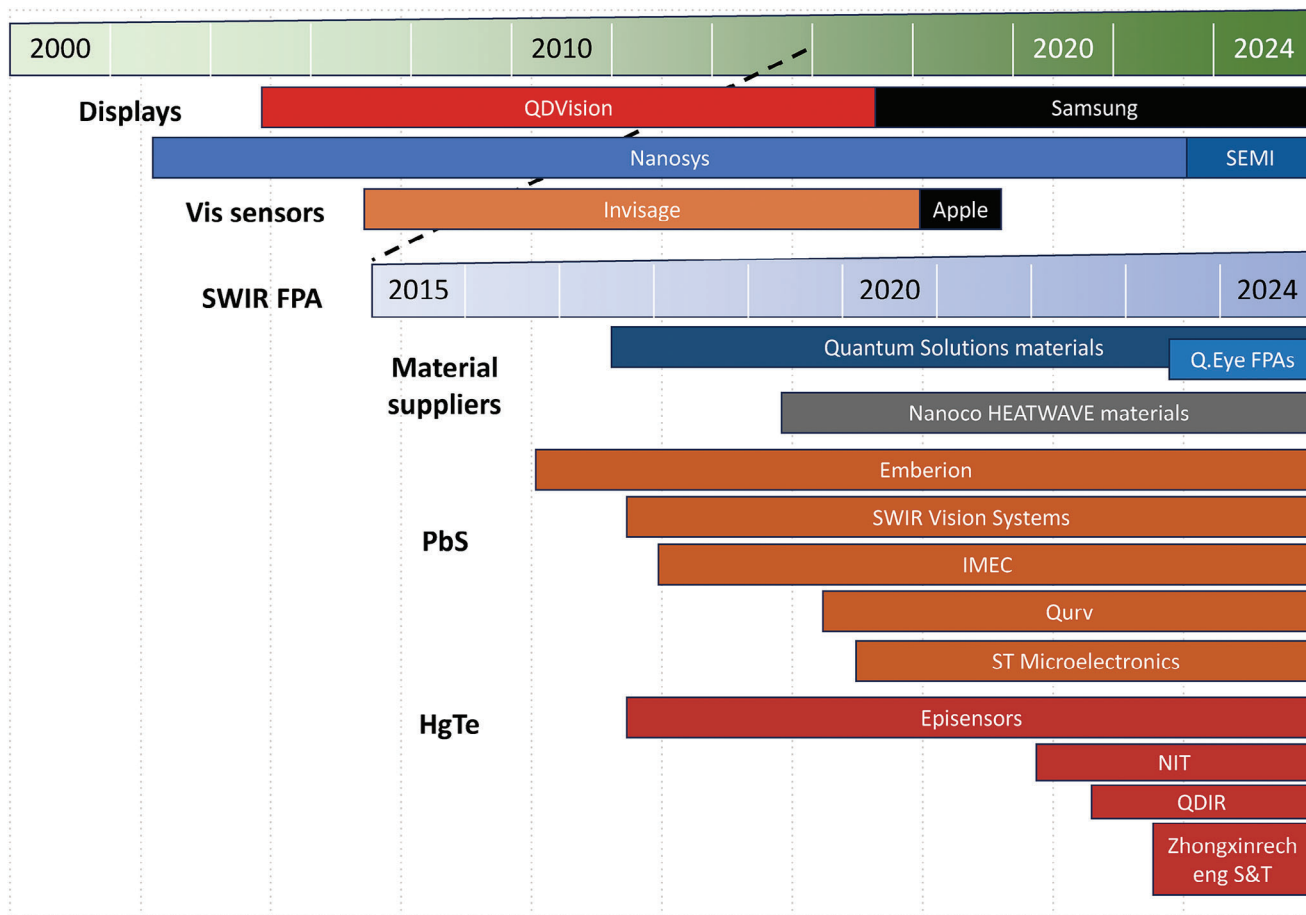 2000 2010 2020 2024
Displays QDVision Samsung
Nanosys SEMI
Vis sensors Invisage Apple
SWIR FPA 2015 2020 2024
Quantum Solutions materials
Q.Eye FPAs
Material
suppliers
Nanoco HEATWAVE materials
Emberion
SWIR Vision Systems
PbS
IMEC
Qurv
ST Microelectronics
HgTe Episensors
NIT
QDIR
Zhongxinrech
eng S&T